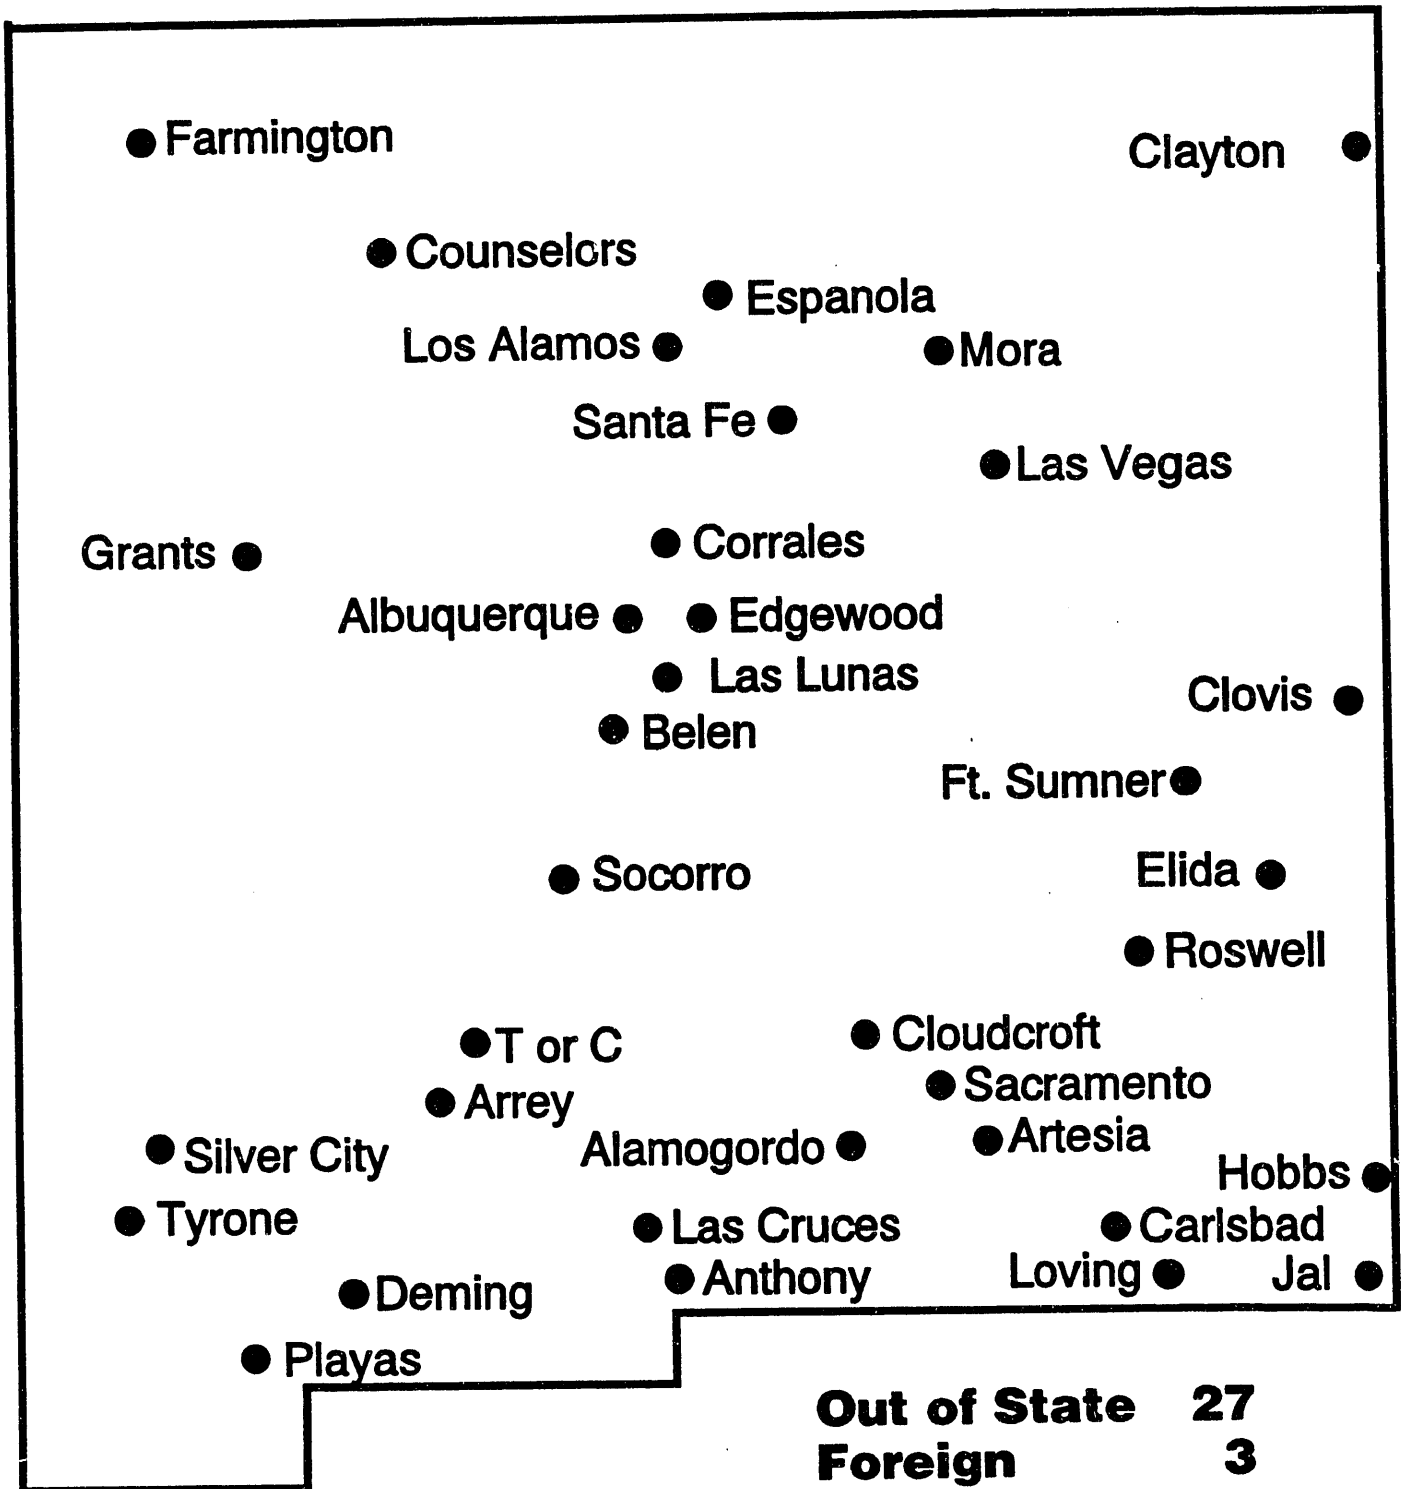 Farmington
Clayton
Counselors
Espanola
Los Alamos
Mora
Santa Fe
Las Vegas
Corrales
Grants
Albuquerque
Edgewood
Las Lunas
Clovis
Belen
Ft. Sumner
Socorro
Elida
Roswell
Cloudcroft
T or C
Sacramento
Arrey
Artesia
Alamogordo
Silver City
Hobbs
Tyrone
Las Cruces
Carlsbad
Anthony
Loving
Jal
Deming
Playas
Out of State 27
Foreign 3